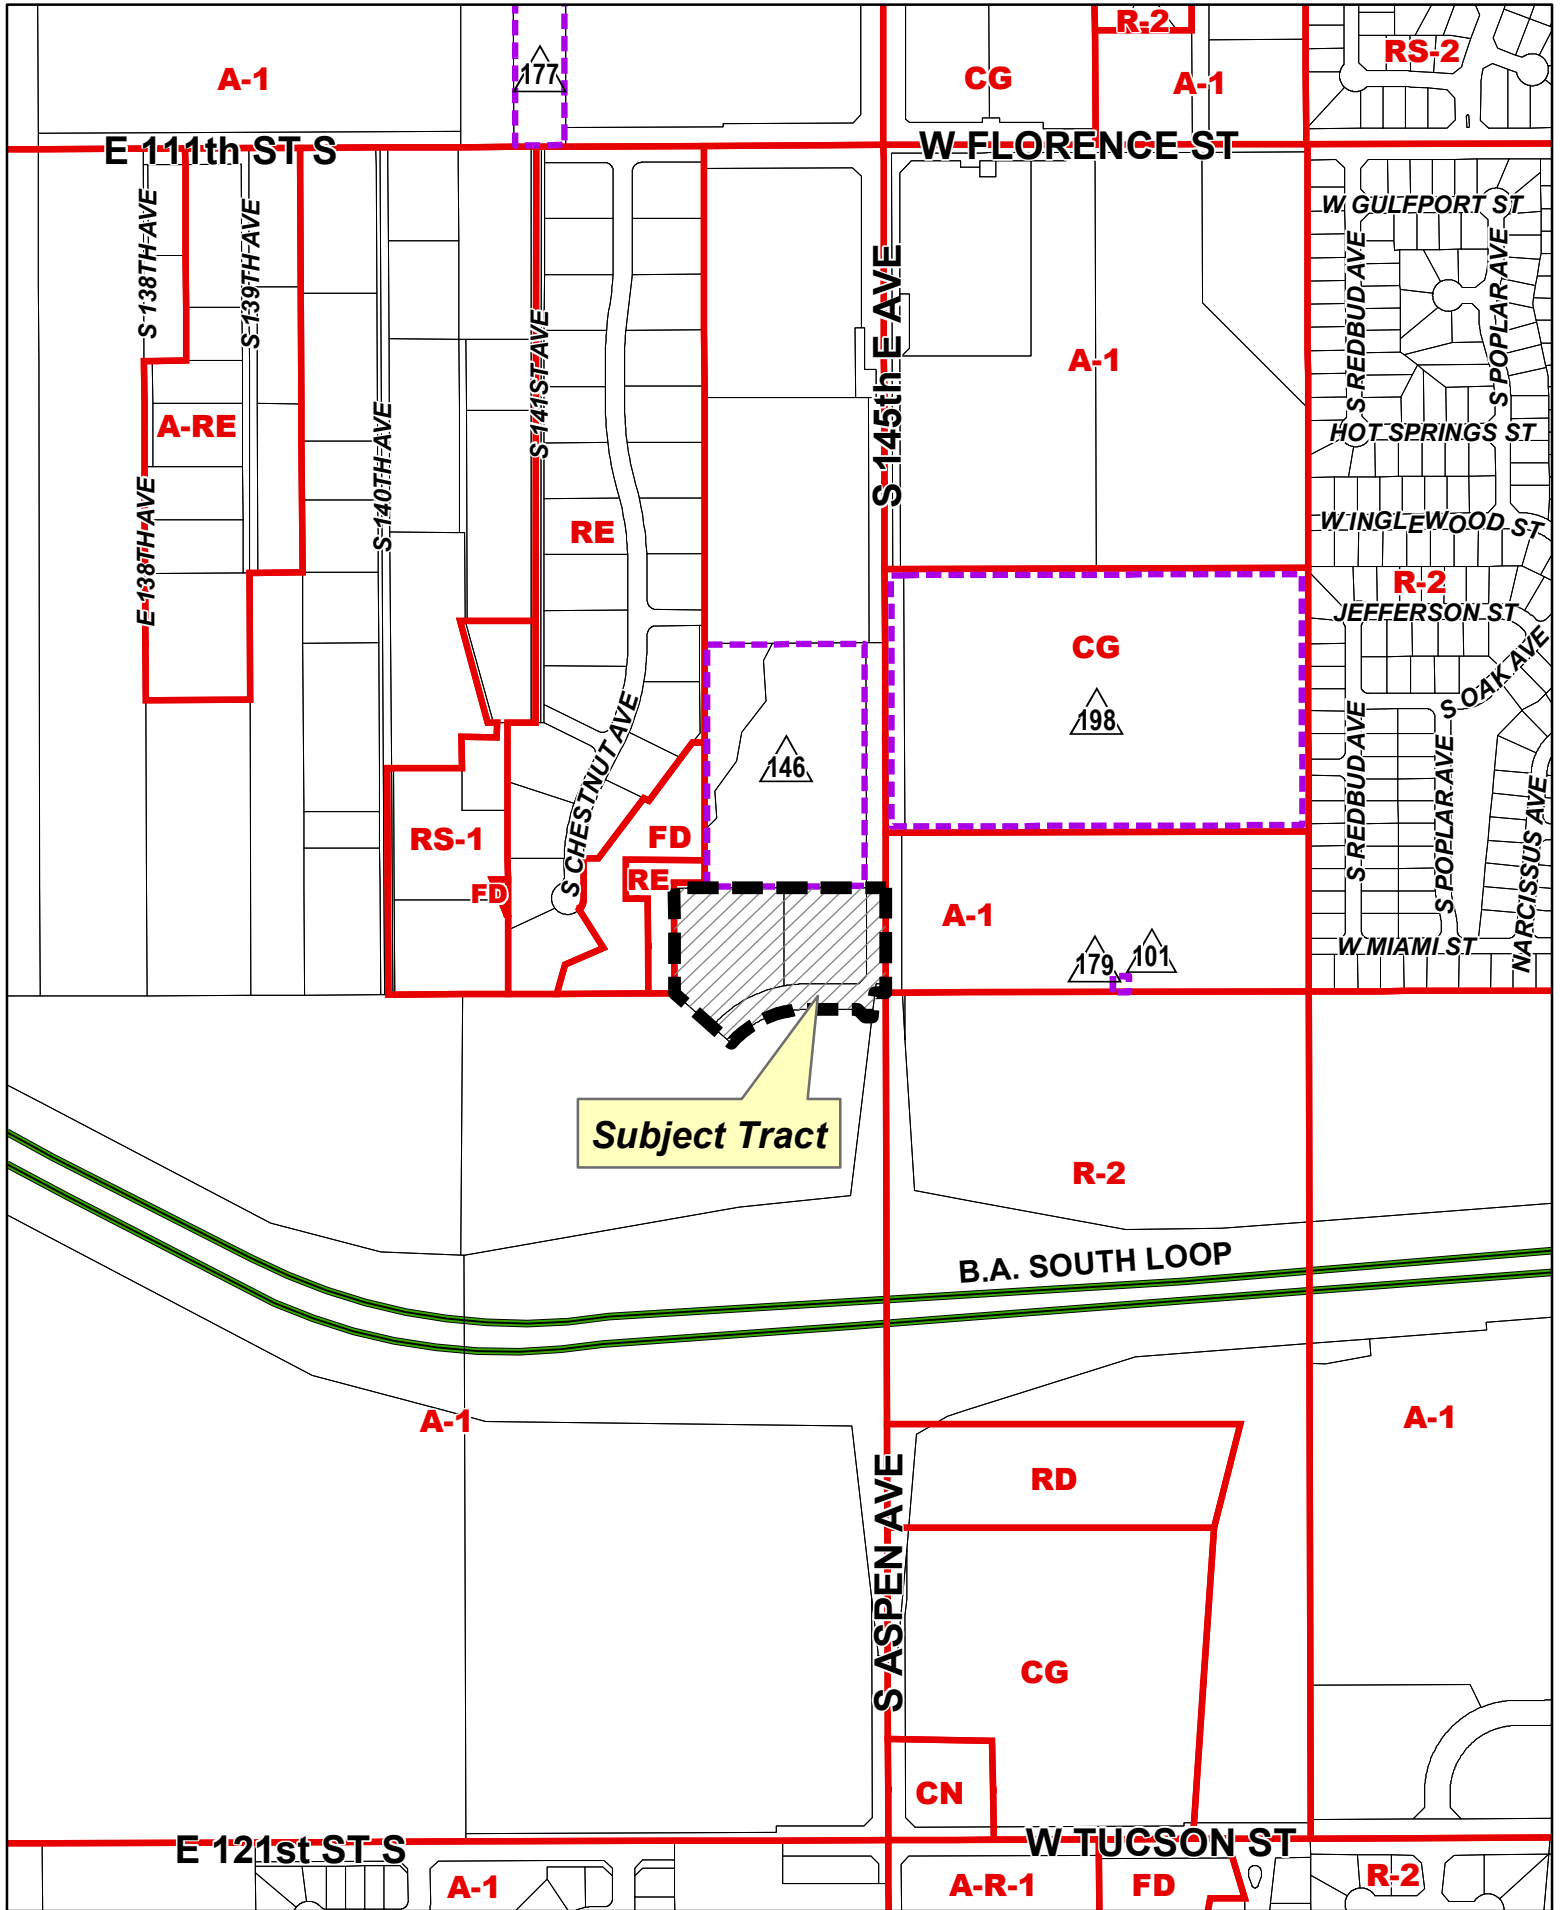 R-2
RS-2
A-1
177
CG
A-1
E 111th ST S
W FLORENCE ST
S 138TH AVE
S 139TH AVE
W GULFPORT ST
S REDBUD AVE
S POPLAR AVE
S 145th E AVE
S 141 ST AVE
A-1
A-RE
S 140TH AVE
HOT SPRINGS ST
E 138TH AVE
RE
W INGLEWOOD ST
R-2
JEFFERSON ST
CG
S OAK AVE
198
S CHESTNUT AVE
146
S REDBUD AVE
S POPLAR AVE
NARCISSUS AVE
RS-1
FD
RE
FD
A-1
179
101
W MIAMI ST
Subject Tract
R-2
B.A. SOUTH LOOP
A-1
A-1
RD
S ASPEN AVE
CG
CN
E 121st ST S
W TUCSON ST
A-1
A-R-1
FD
R-2